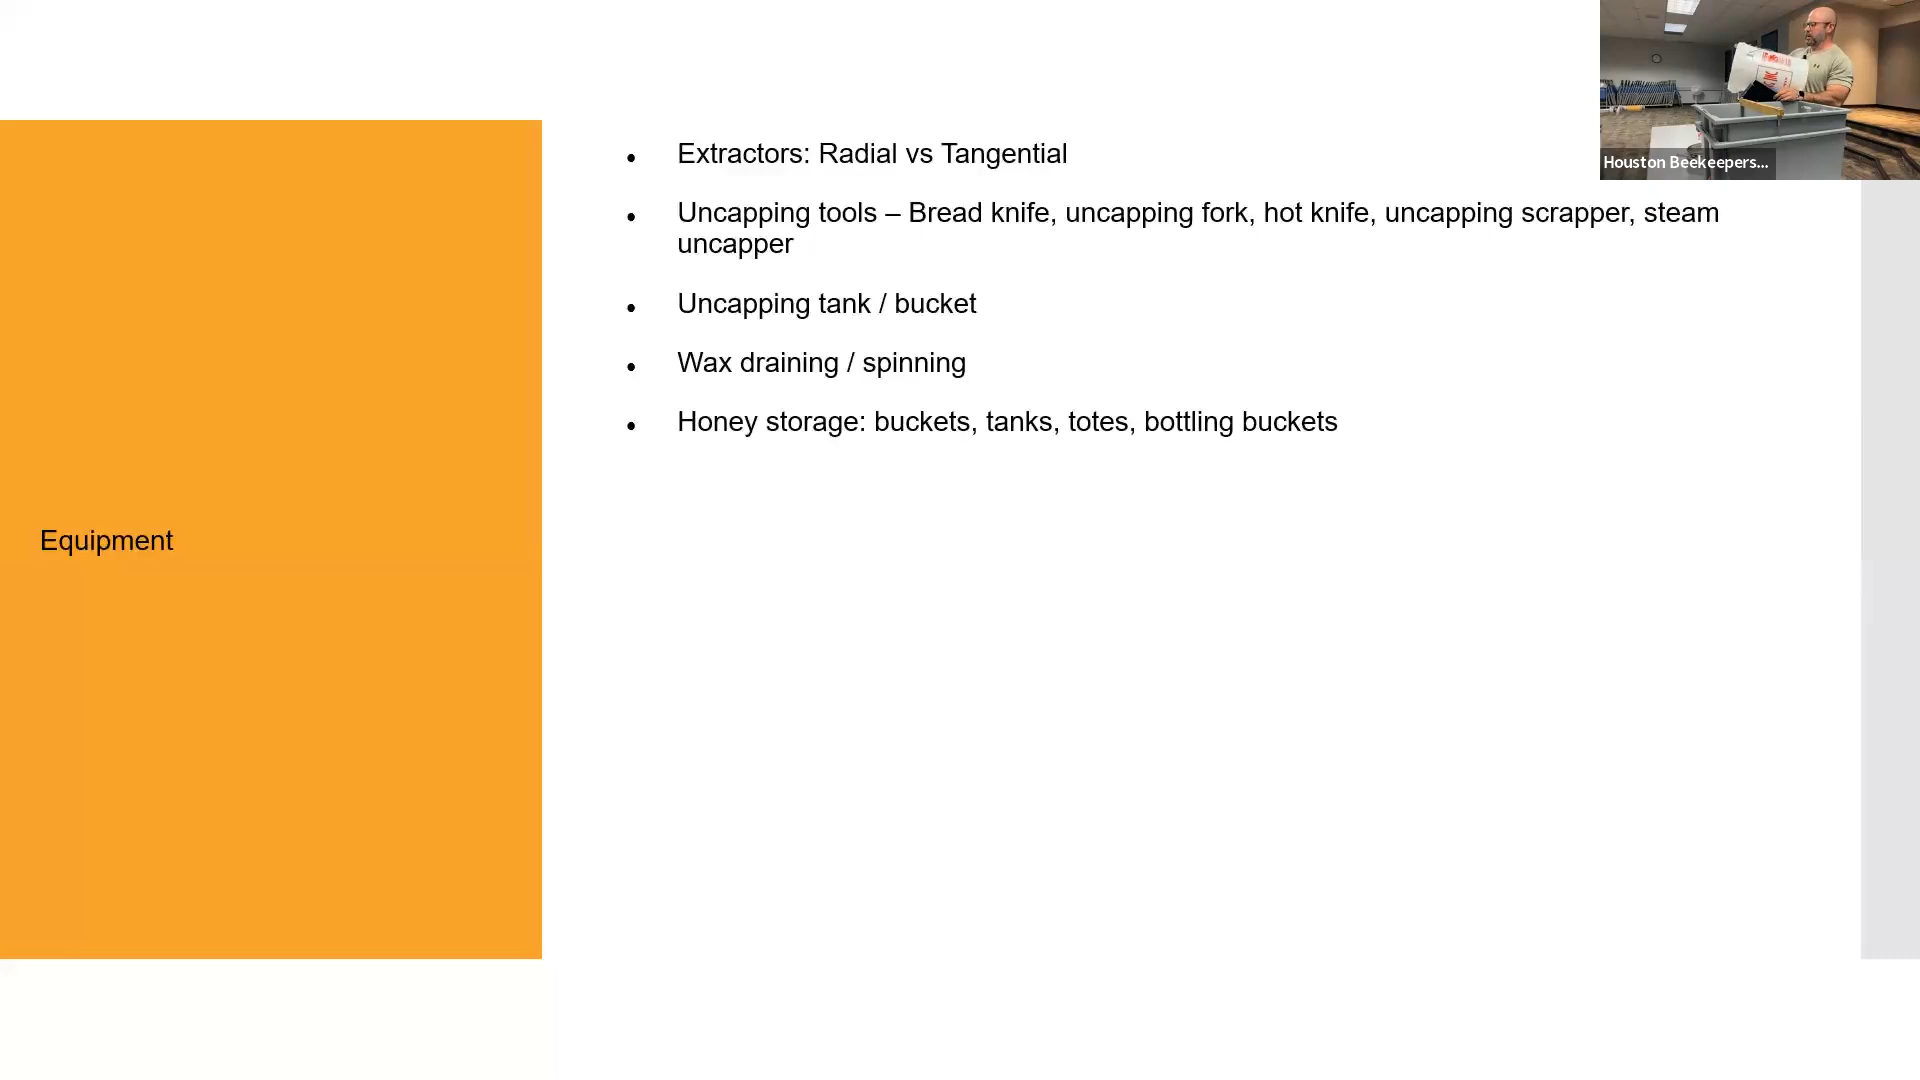 Houston Beekeepers...
• Extractors: Radial vs Tangential
• Uncapping tools – Bread knife, uncapping fork, hot knife, uncapping scrapper, steam
uncapper
• Uncapping tank / bucket
• Wax draining / spinning
• Honey storage: buckets, tanks, totes, bottling buckets
Equipment